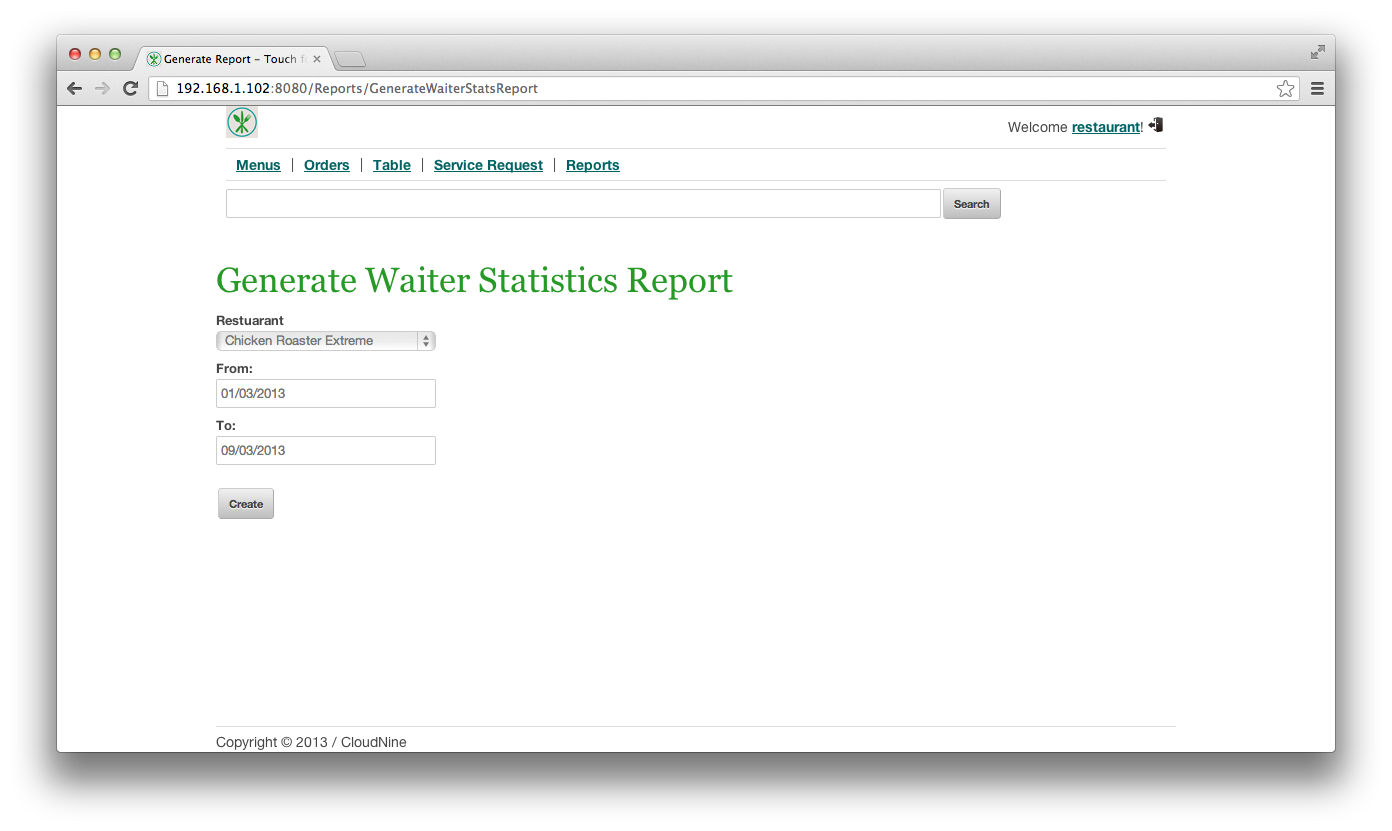 Generate Report – Touch f
192.168.1.102:8080/Reports/GenerateWaiterStatsReport
Welcome restaurant!
Menus | Orders | Table | Service Request | Reports
Search
Generate Waiter Statistics Report
Restuarant
Chicken Roaster Extreme
From:
01/03/2013
To:
09/03/2013
Create
Copyright © 2013 / CloudNine